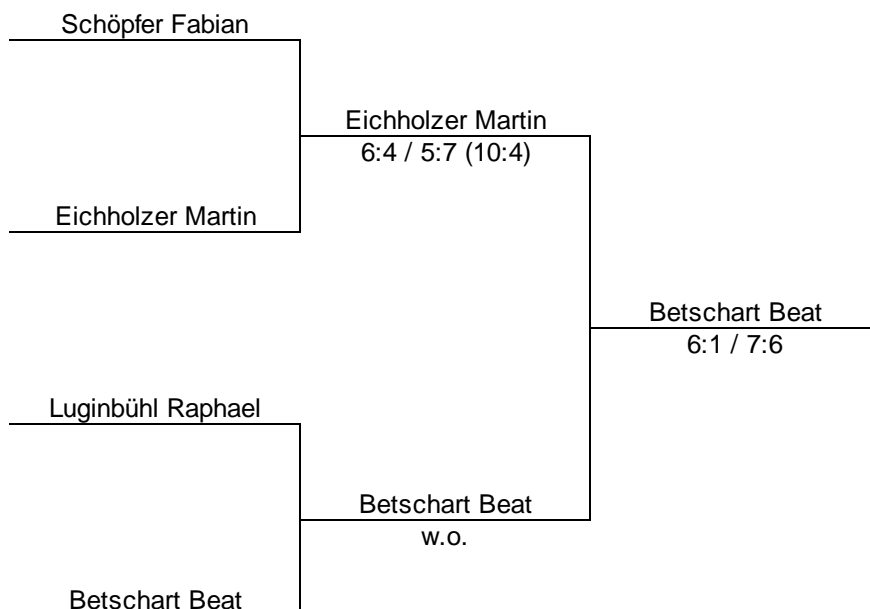 Schöpfer Fabian
Eichholzer Martin
6:4 / 5:7 (10:4)
Eichholzer Martin
Betschart Beat
6:1 / 7:6
Luginbühl Raphael
Betschart Beat
w.o.
Betschart Beat